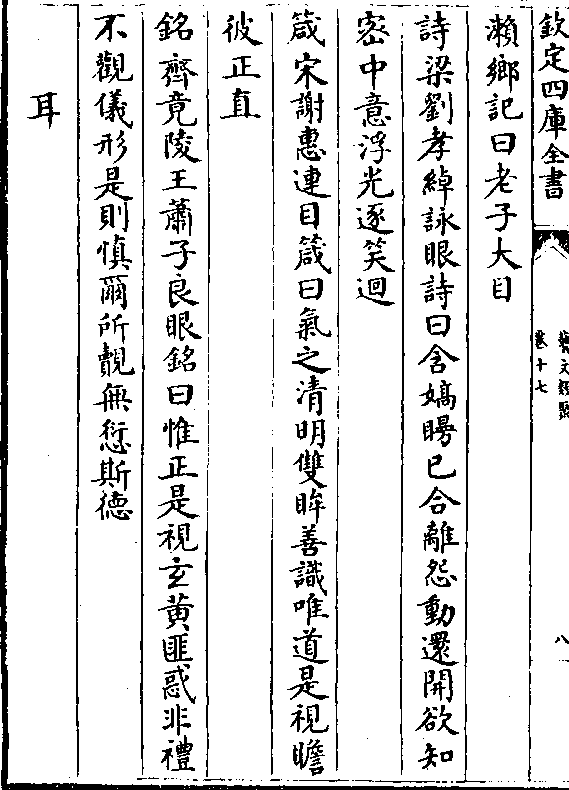 欽定四庫全書
藝文類聚
卷十七
八
瀨鄉記曰老子大目
詩梁劉孝綽詠眼詩曰含嬌曭已合離怨動還開欲知
密中意浮光逐笑迴
箴宋謝惠連目箴曰氣之清明雙眸善識唯道是視瞻
彼正直
銘齊竟陵王蕭子良眼銘曰惟正是視玄黄匪惑非禮
不觀儀形是則慎爾所覿無愆斯德
耳